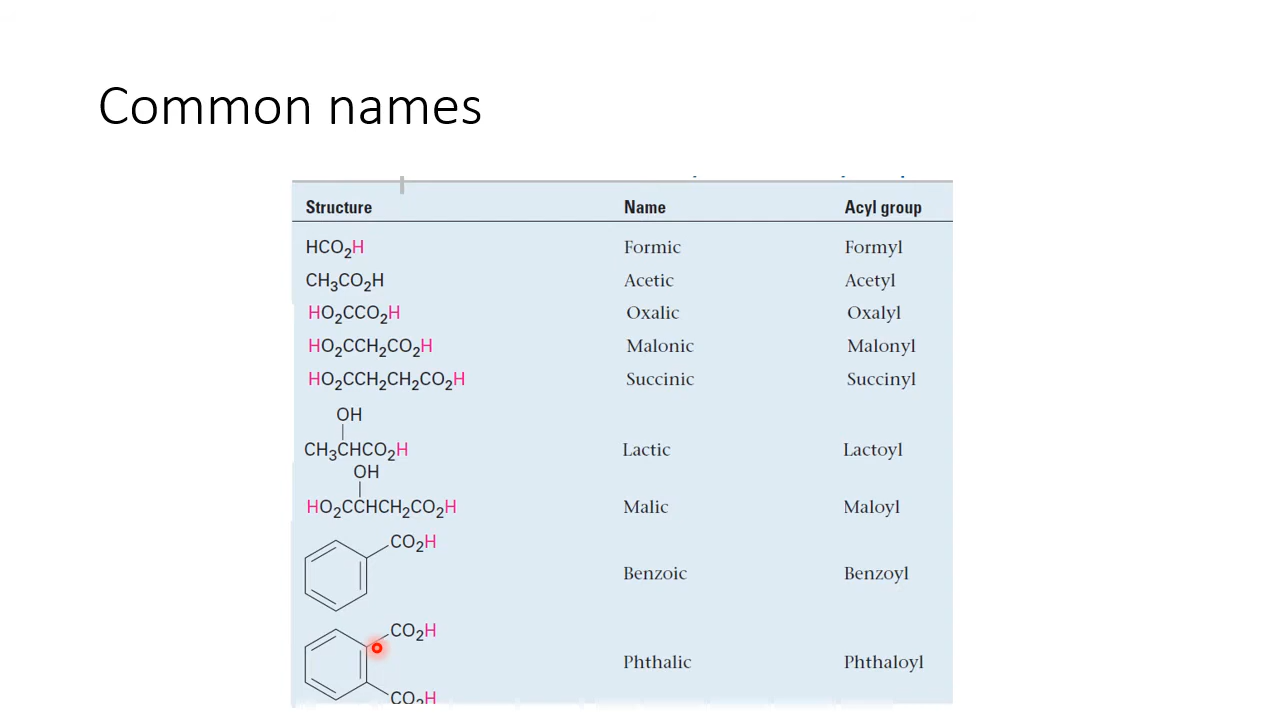 Common names
Structure Name Acyl group
HCO₂H Formic Formyl
CH₃CO₂H Acetic Acetyl
HO₂CCO₂H Oxalic Oxalyl
HO₂CCH₂CO₂H Malonic Malonyl
HO₂CCH₂CH₂CO₂H Succinic Succinyl
OH
CH₃CHCO₂H Lactic Lactoyl
OH
HO₂CCHCH₂CO₂H Malic Maloyl
CO₂H
Benzoic Benzoyl
CO₂H
Phthalic Phthaloyl
CO₂H